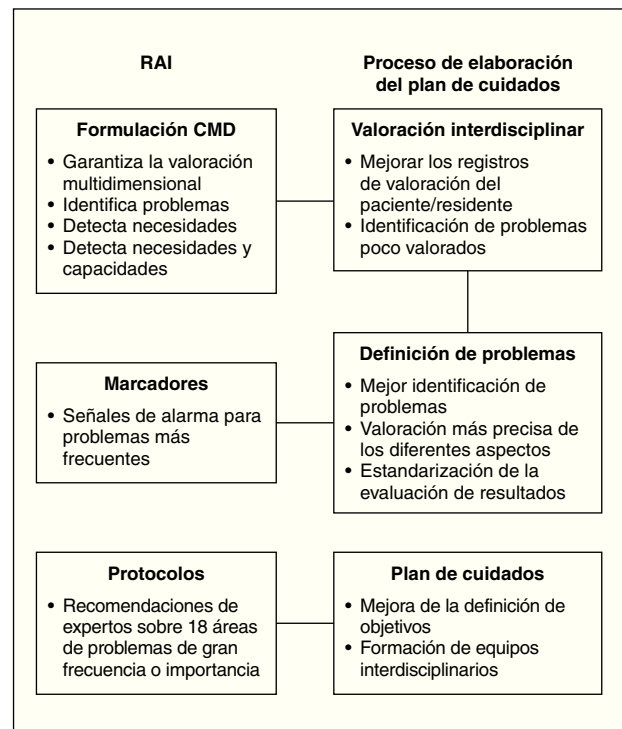 RAI
Proceso de elaboración
del plan de cuidados
Formulación CMD
• Garantiza la valoración
multidimensional
• Identifica problemas
• Detecta necesidades
• Detecta necesidades y
capacidades
Valoración interdisciplinar
• Mejorar los registros
de valoración del
paciente/residente
• Identificación de problemas
poco valorados
Marcadores
• Señales de alarma para
problemas más
frecuentes
Definición de problemas
• Mejor identificación de
problemas
• Valoración más precisa de
los diferentes aspectos
• Estandarización de la
evaluación de resultados
Protocolos
• Recomendaciones de
expertos sobre 18 áreas
de problemas de gran
frecuencia o importancia
Plan de cuidados
• Mejora de la definición de
objetivos
• Formación de equipos
interdisciplinarios